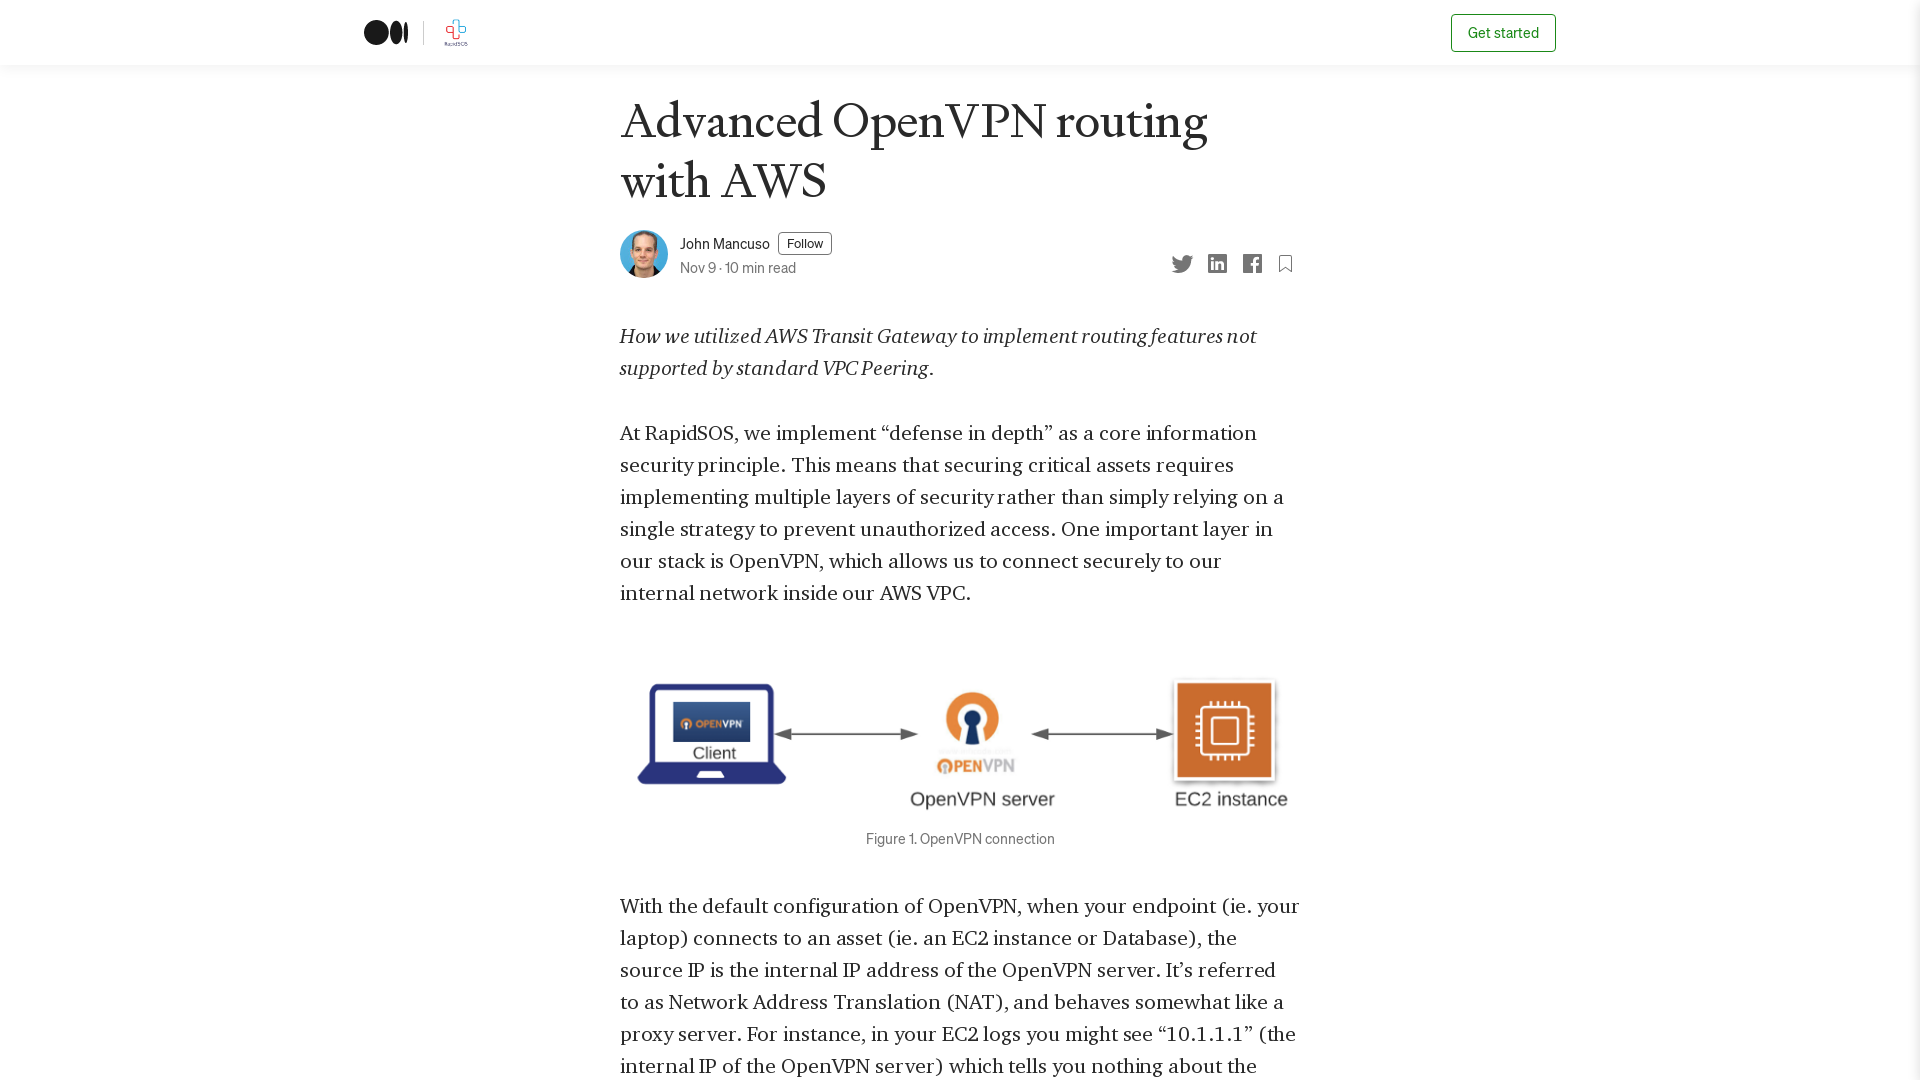 RapidSOS
Get started
Advanced OpenVPN routing
with AWS
John Mancuso
Follow
Nov 9 · 10 min read
How we utilized AWS Transit Gateway to implement routing features not
supported by standard VPC Peering.
At RapidSOS, we implement “defense in depth” as a core information
security principle. This means that securing critical assets requires
implementing multiple layers of security rather than simply relying on a
single strategy to prevent unauthorized access. One important layer in
our stack is OpenVPN, which allows us to connect securely to our
internal network inside our AWS VPC.
OPENVPN
Client
OPENVPN
OpenVPN server
EC2 instance
Figure 1. OpenVPN connection
With the default configuration of OpenVPN, when your endpoint (ie. your
laptop) connects to an asset (ie. an EC2 instance or Database), the
source IP is the internal IP address of the OpenVPN server. It’s referred
to as Network Address Translation (NAT), and behaves somewhat like a
proxy server. For instance, in your EC2 logs you might see “10.1.1.1” (the
internal IP of the OpenVPN server) which tells you nothing about the